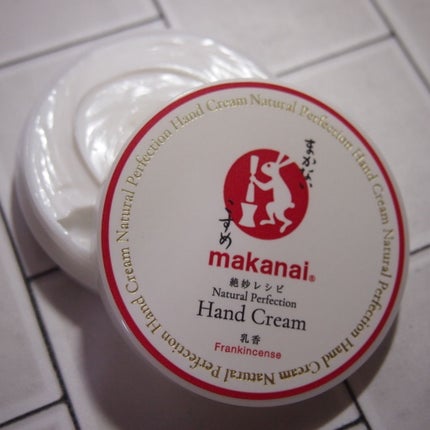 Natural Perfection Hand Cream Natural Perfection Hand Cream Natural Perfection Hand Cream Natural Perfection Hand Cream
まかない
こすめ
makanai®
絶妙レシピ
Natural Perfection
Hand Cream
乳香
Frankincense